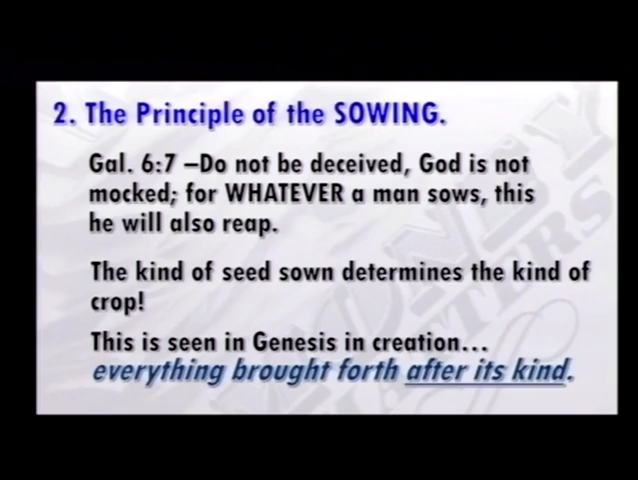 2. The Principle of the SOWING.
Gal. 6:7 –Do not be deceived, God is not
mocked; for WHATEVER a man sows, this
he will also reap.
The kind of seed sown determines the kind of
crop!
This is seen in Genesis in creation...
everything brought forth after its kind.
MONEY
MATTERS